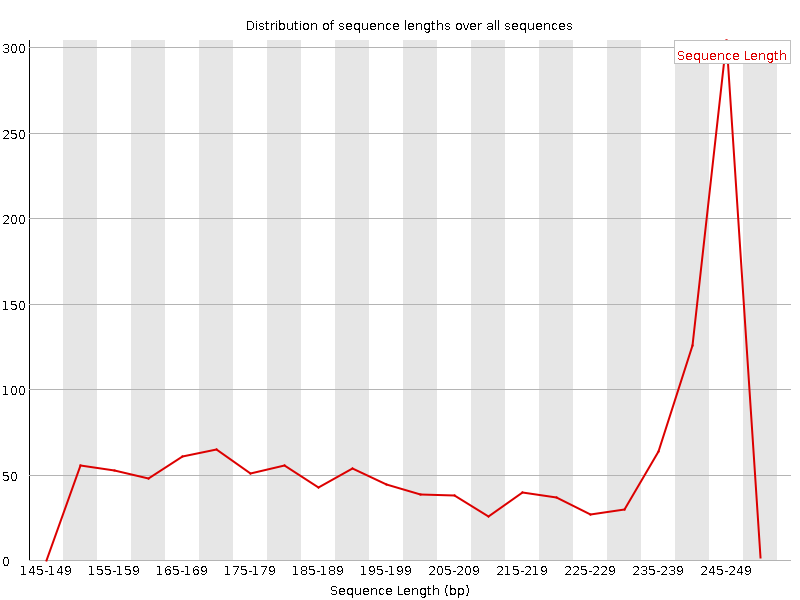 Distribution of sequence lengths over all sequences
300
Sequence Length
250
200
150
100
50
0
145-149 155-159 165-169 175-179 185-189 195-199 205-209 215-219 225-229 235-239 245-249
Sequence Length (bp)